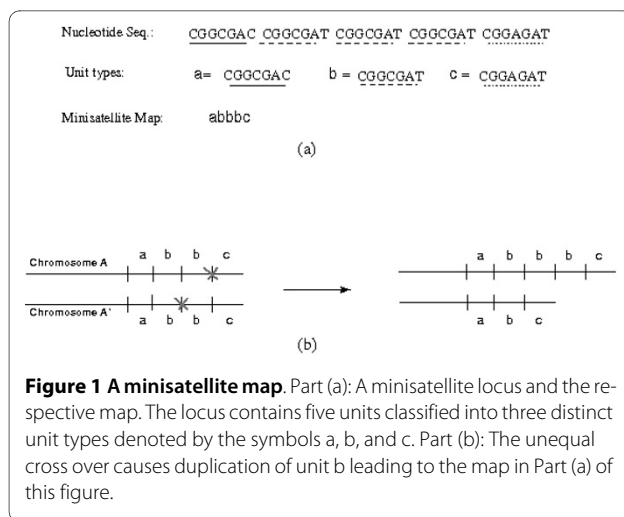 Nucleotide Seq.: CGGCGAC CGGCGAT CGGCGAT CGGCGAT CGGAGAT
Unit types: a= CGGCGAC b = CGGCGAT c = CGGAGAT
Minisatellite Map: abbbc
(a)
a b b c a b b b c
Chromosome A
Chromosome A'
a b b c a b c
(b)
Figure 1 A minisatellite map. Part (a): A minisatellite locus and the re-
spective map. The locus contains five units classified into three distinct
unit types denoted by the symbols a, b, and c. Part (b): The unequal
cross over causes duplication of unit b leading to the map in Part (a) of
this figure.